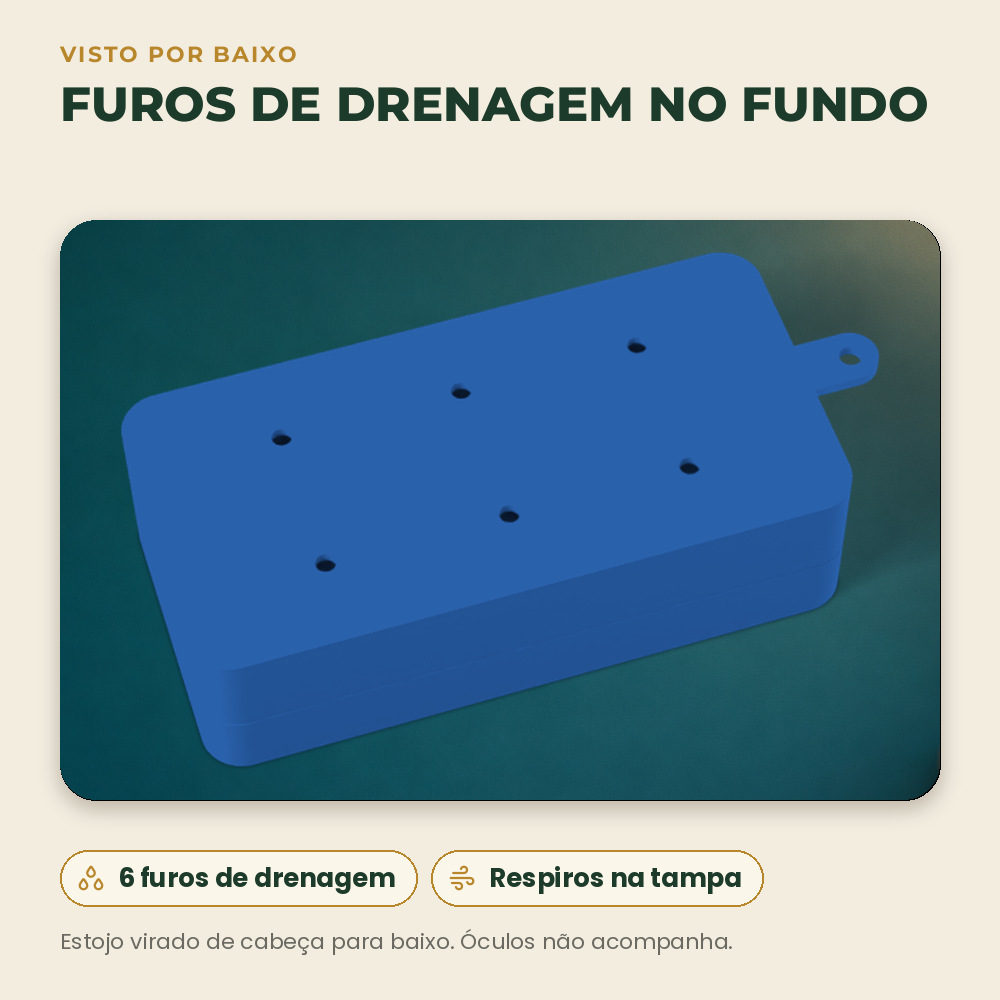 VISTO POR BAIXO
FUROS DE DRENAGEM NO FUNDO
6 furos de drenagem
Respiros na tampa
Estojo virado de cabeça para baixo. Óculos não acompanha.